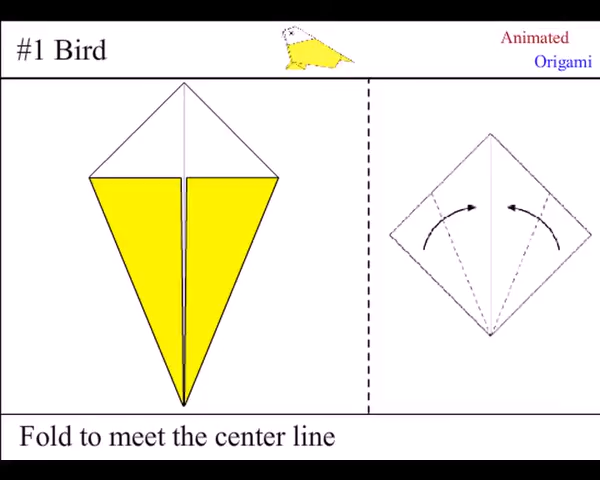 #1 Bird
Animated
Origami
Fold to meet the center line